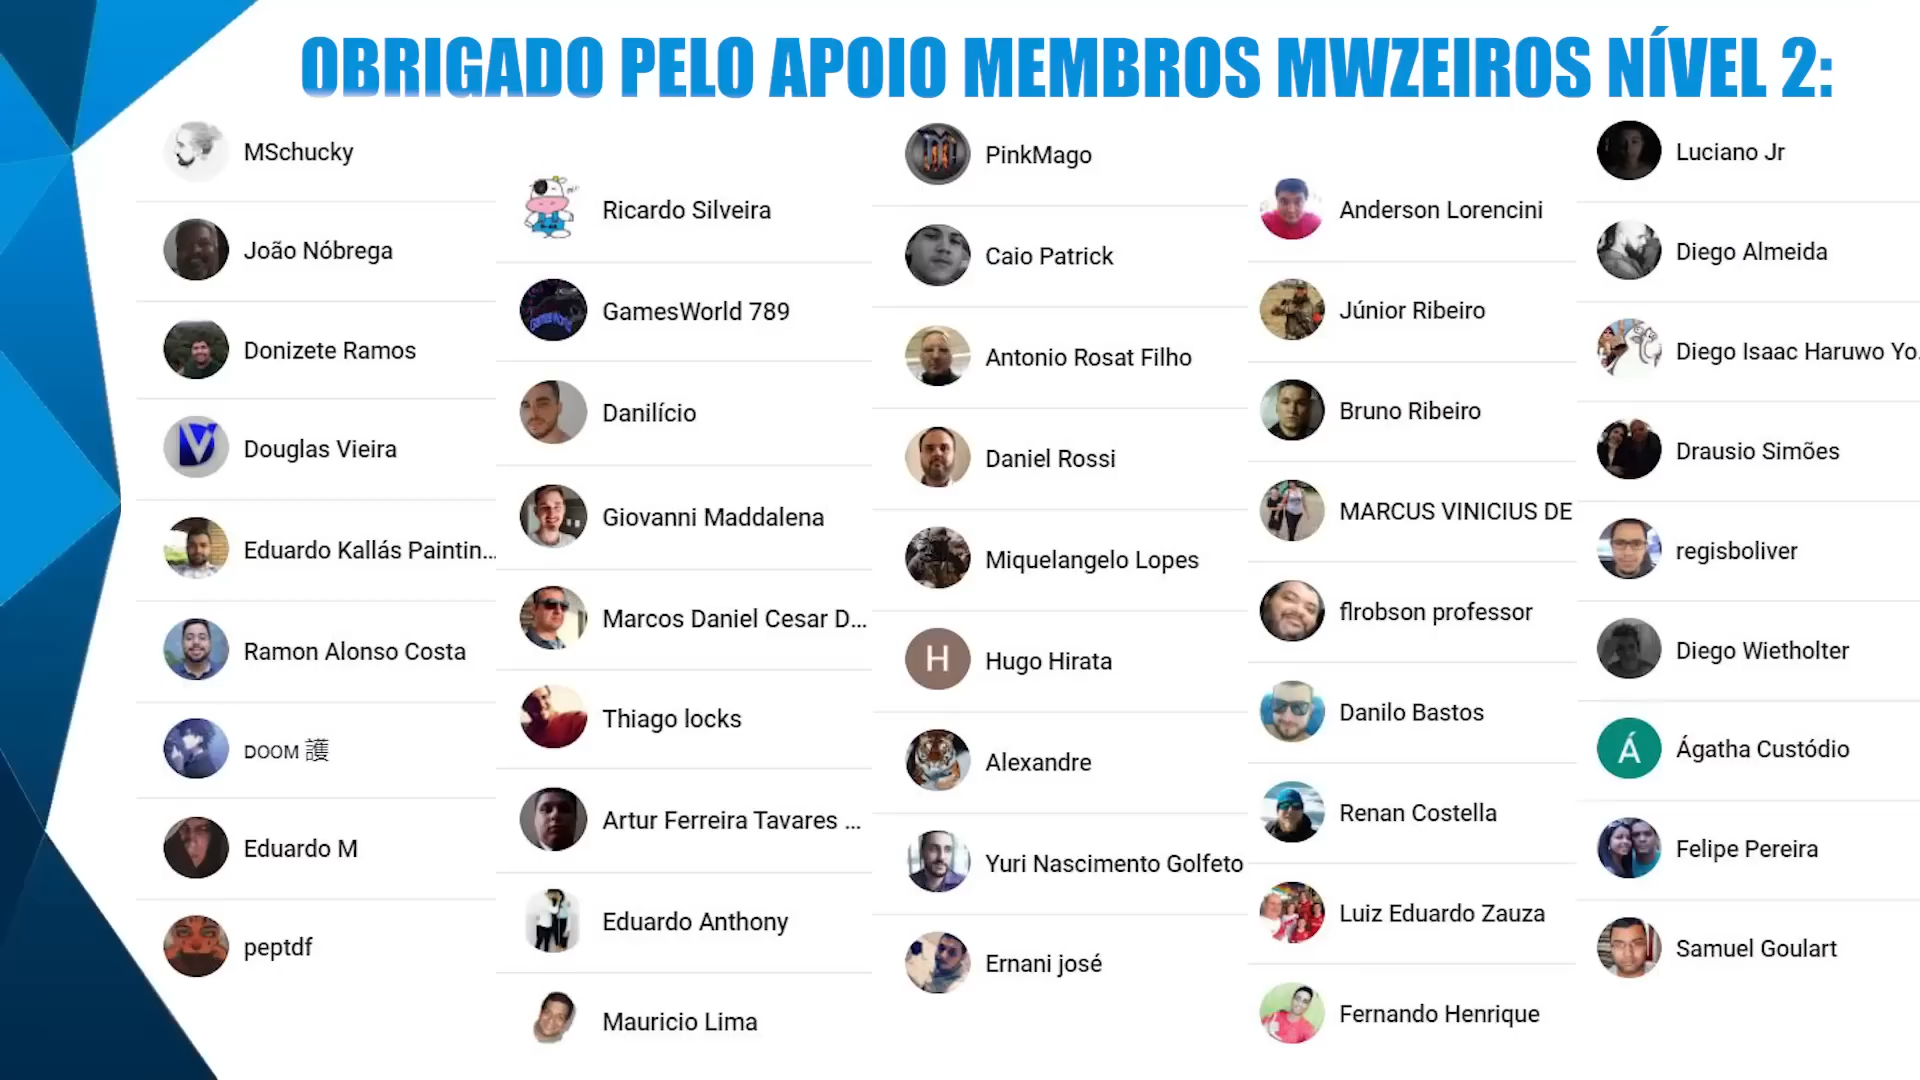 OBRIGADO PELO APOIO MEMBROS MWZEIROS NÍVEL 2:
MSchucky
João Nóbrega
Donizete Ramos
Douglas Vieira
Eduardo Kallás Paintin...
Ramon Alonso Costa
ᴅᴏᴏᴍ 護
Eduardo M
peptdf
Ricardo Silveira
GamesWorld 789
Danilício
Giovanni Maddalena
Marcos Daniel Cesar D...
Thiago locks
Artur Ferreira Tavares ...
Eduardo Anthony
Mauricio Lima
PinkMago
Caio Patrick
Antonio Rosat Filho
Daniel Rossi
Miquelangelo Lopes
H
Hugo Hirata
Alexandre
Yuri Nascimento Golfeto
Ernani josé
Anderson Lorencini
Júnior Ribeiro
Bruno Ribeiro
MARCUS VINICIUS DE
flrobson professor
Danilo Bastos
Renan Costella
Luiz Eduardo Zauza
Fernando Henrique
Luciano Jr
Diego Almeida
Diego Isaac Haruwo Yo.
Drausio Simões
regisboliver
Diego Wietholter
Á
Ágatha Custódio
Felipe Pereira
Samuel Goulart